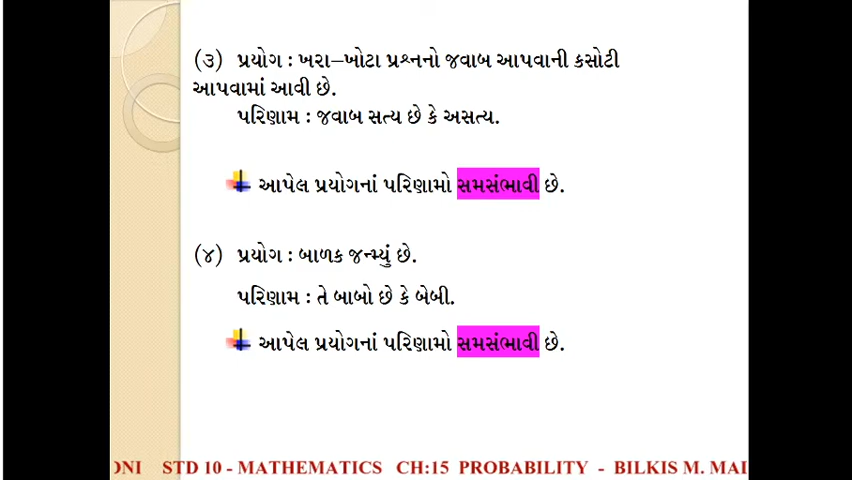 (૩) પ્રયોગ : ખરા–ખોટા પ્રશ્નનો જવાબ આપવાની કસોટી
આપવામાં આવી છે.
પરિણામ : જવાબ સત્ય છે કે અસત્ય.
આપેલ પ્રયોગનાં પરિણામો સમસંભાવી છે.
(૪) પ્રયોગ : બાળક જન્મ્યું છે.
પરિણામ : તે બાબો છે કે બેબી.
આપેલ પ્રયોગનાં પરિણામો સમસંભાવી છે.
STD 10 - MATHEMATICS CH:15 PROBABILITY - BILKIS M.